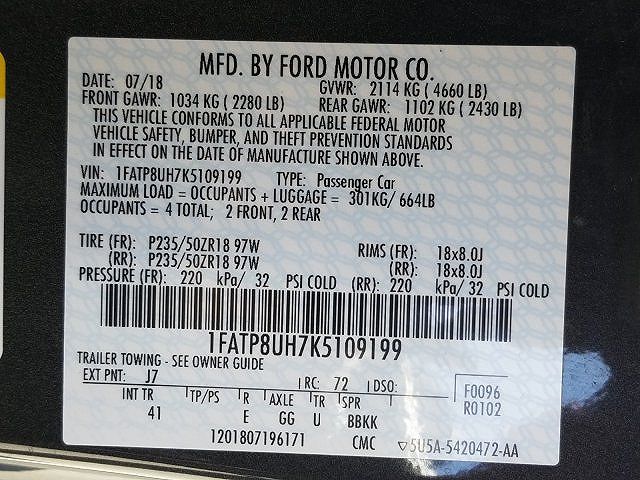 MFD. BY FORD MOTOR CO.
DATE: 07/18 GVWR: 2114 KG ( 4660 LB)
FRONT GAWR: 1034 KG ( 2280 LB) REAR GAWR: 1102 KG ( 2430 LB)
THIS VEHICLE CONFORMS TO ALL APPLICABLE FEDERAL MOTOR
VEHICLE SAFETY, BUMPER, AND THEFT PREVENTION STANDARDS
IN EFFECT ON THE DATE OF MANUFACTURE SHOWN ABOVE.
VIN: 1FATP8UH7K5109199 TYPE: Passenger Car
MAXIMUM LOAD = OCCUPANTS + LUGGAGE = 301KG/ 664LB
OCCUPANTS = 4 TOTAL; 2 FRONT, 2 REAR
TIRE (FR): P235/50ZR18 97W RIMS (FR): 18x8.0J
(RR): P235/50ZR18 97W (RR): 18x8.0J
PRESSURE (FR): 220 kPa/ 32 PSI COLD (RR): 220 kPa/ 32 PSI COLD
1FATP8UH7K5109199
TRAILER TOWING - SEE OWNER GUIDE
EXT PNT: J7 RC: 72 DSO: F0096
INT TR TP/PS R AXLE TR SPR R0102
41 E GG U BBKK
1201807196171 CMC ▽5U5A-5420472-AA